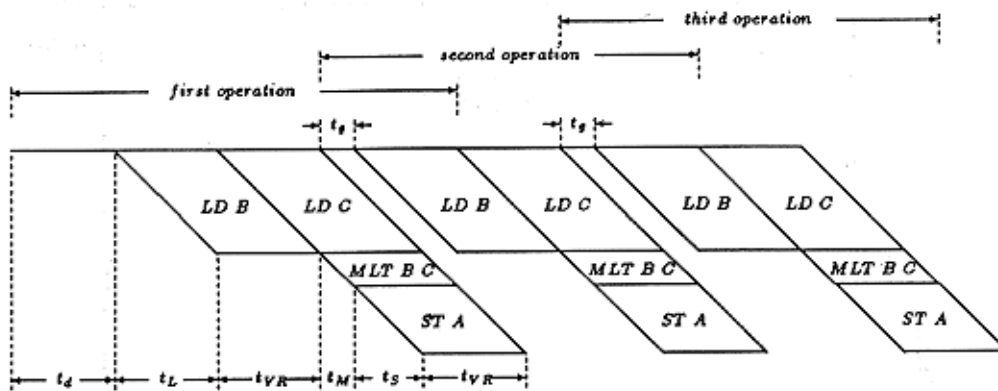 third operation
second operation
first operation
t_g t_g
LD B LD C LD B LD C LD B LD C
MLT B C MLT B C MLT B C
ST A ST A ST A
t_d t_L t_VR t_M t_S t_VR